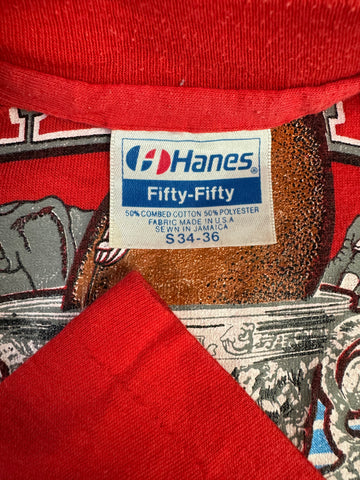 Hanes®
Fifty-Fifty
50% COMBED COTTON 50% POLYESTER
FABRIC MADE IN U.S.A.
SEWN IN JAMAICA
S 34-36